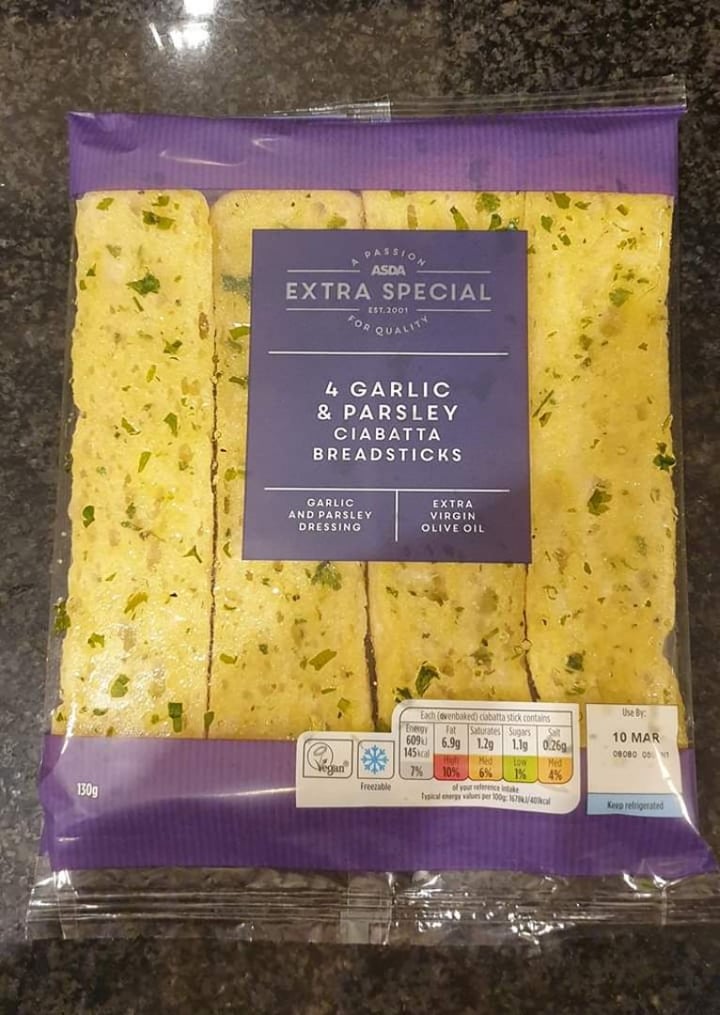 A PASSION
ASDA
EXTRA SPECIAL
EST. 2001
FOR QUALITY
4 GARLIC
& PARSLEY
CIABATTA
BREADSTICKS
GARLIC
AND PARSLEY
DRESSING
EXTRA
VIRGIN
OLIVE OIL
130g
Vegan
Freezable
Each (ovenbaked) ciabatta stick contains
Energy Fat Saturates Sugars Salt
609kJ 6.9g 1.2g 1.1g 0.26g
145kcal
High Med Low Med
7% 10% 6% 1% 4%
of your reference intake
Typical energy values per 100g: 1678kJ/401kcal
Use By:
10 MAR
Keep refrigerated